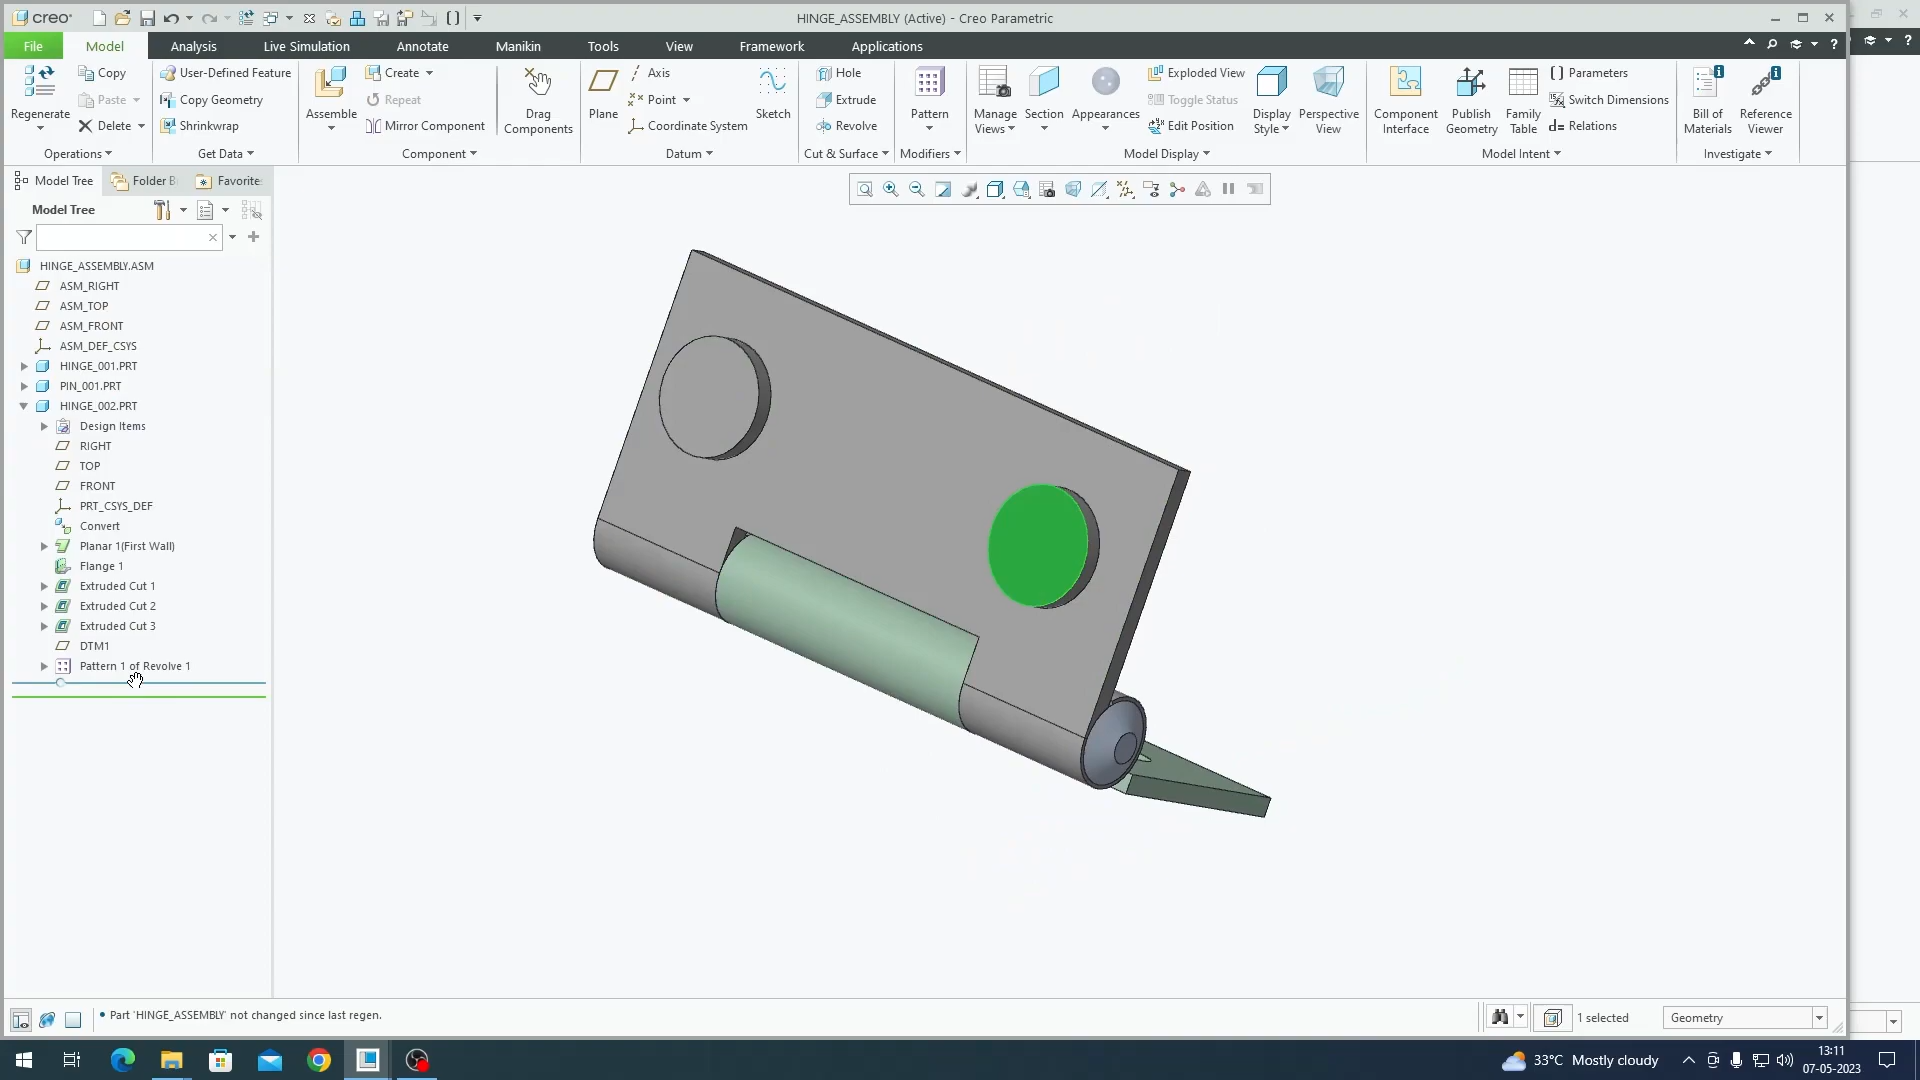 creo
HINGE_ASSEMBLY (Active) - Creo Parametric
File
Model
Analysis
Live Simulation
Annotate
Manikin
Tools
View
Framework
Applications
?
?
Regenerate
Copy
Paste
Delete
Operations
User-Defined Feature
Copy Geometry
Shrinkwrap
Get Data
Assemble
Create
Repeat
Mirror Component
Component
Drag
Components
Plane
Axis
Point
Coordinate System
Sketch
Datum
Hole
Extrude
Revolve
Cut & Surface
Pattern
Modifiers
Manage
Views
Section
Appearances
Exploded View
Toggle Status
Edit Position
Display
Style
Perspective
View
Model Display
Component
Interface
Publish
Geometry
Family
Table
Parameters
Switch Dimensions
d= Relations
Model Intent
Bill of
Materials
Reference
Viewer
Investigate
Model Tree
Folder B
Favorite
Model Tree
HINGE_ASSEMBLY.ASM
ASM_RIGHT
ASM_TOP
ASM_FRONT
ASM_DEF_CSYS
HINGE_001.PRT
PIN_001.PRT
HINGE_002.PRT
Design Items
RIGHT
TOP
FRONT
PRT_CSYS_DEF
Convert
Planar 1(First Wall)
Flange 1
Extruded Cut 1
Extruded Cut 2
Extruded Cut 3
DTM1
Pattern 1 of Revolve 1
• Part 'HINGE_ASSEMBLY' not changed since last regen.
1 selected
Geometry
33°C Mostly cloudy
13:11
07-05-2023